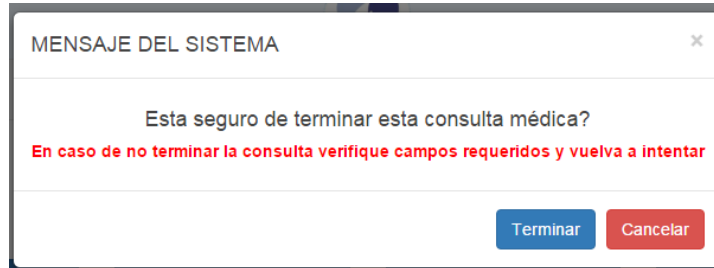 MENSAJE DEL SISTEMA ×
Esta seguro de terminar esta consulta médica?
En caso de no terminar la consulta verifique campos requeridos y vuelva a intentar
Terminar Cancelar